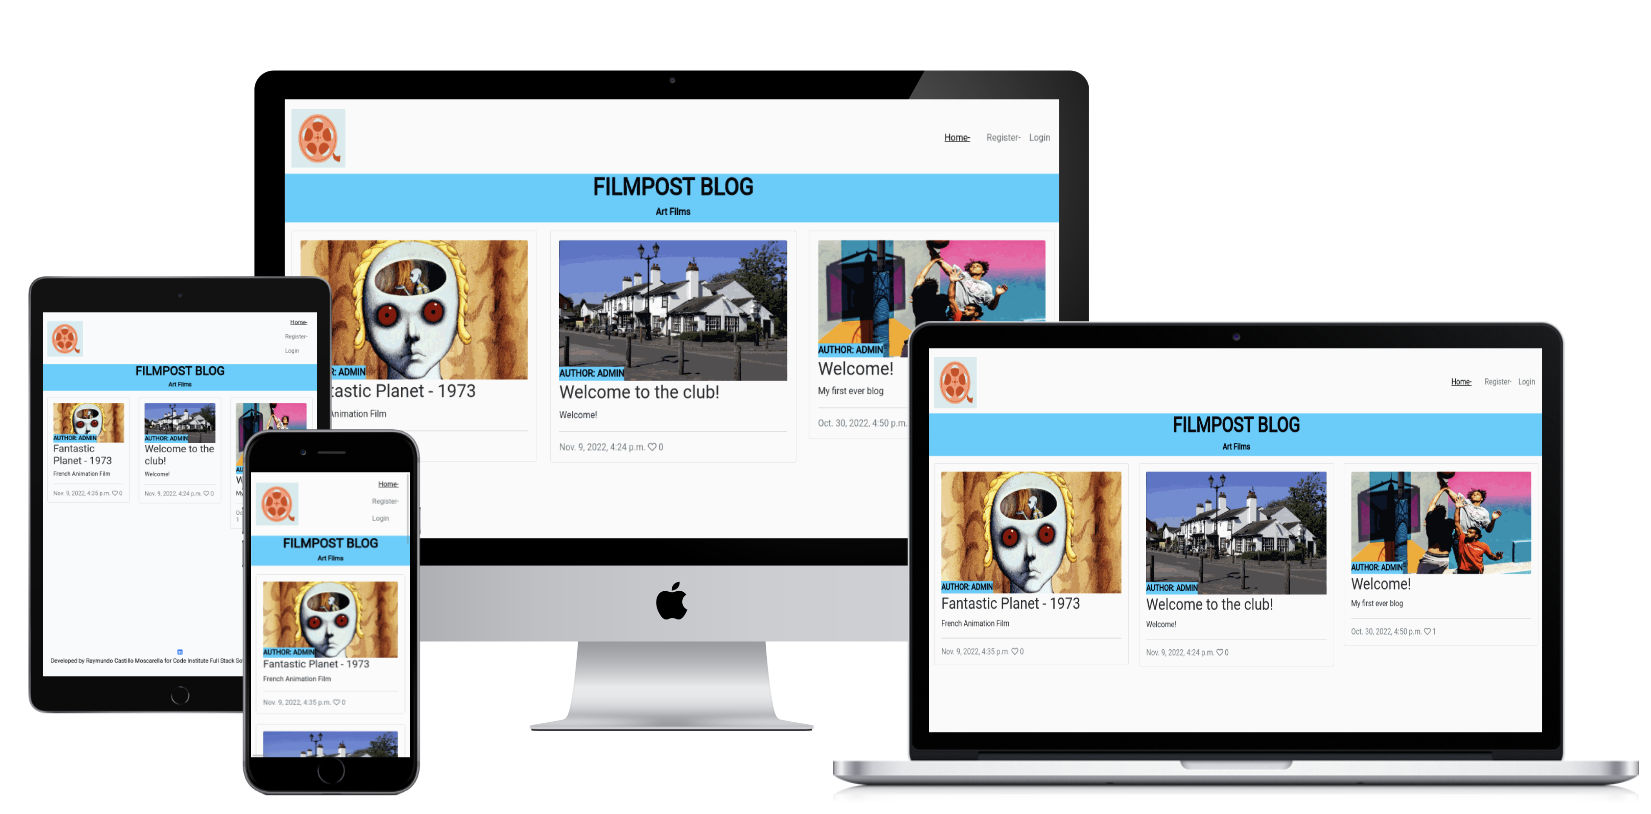 Home-
Register-
Login
FILMPOST BLOG
Art Films
R: ADMIN
tastic Planet - 1973
Animation Film
AUTHOR: ADMIN
Welcome to the club!
Welcome!
Nov. 9, 2022, 4:24 p.m. 0
AUTHOR: ADMIN
Welcome!
My first ever blog
Oct. 30, 2022, 4:50 p.m.
Home-
Register-
Login
FILMPOST BLOG
Art Films
AUTHOR: ADMIN
Fantastic
Planet - 1973
French Animation Film
Nov. 9, 2022, 4:35 p.m. 0
AUTHOR: ADMIN
Welcome to the
club!
Welcome!
Nov. 9, 2022, 4:24 p.m. 0
Developed by Raymundo Castillo Moscarella for Code Institute Full Stack So
Home-
Register-
Login
FILMPOST BLOG
Art Films
AUTHOR: ADMIN
Fantastic Planet - 1973
French Animation Film
Nov. 9, 2022, 4:35 p.m. 0
Home-
Register-
Login
FILMPOST BLOG
Art Films
AUTHOR: ADMIN
Fantastic Planet - 1973
French Animation Film
Nov. 9, 2022, 4:35 p.m. 0
AUTHOR: ADMIN
Welcome to the club!
Welcome!
Nov. 9, 2022, 4:24 p.m. 0
AUTHOR: ADMIN
Welcome!
My first ever blog
Oct. 30, 2022, 4:50 p.m. 1